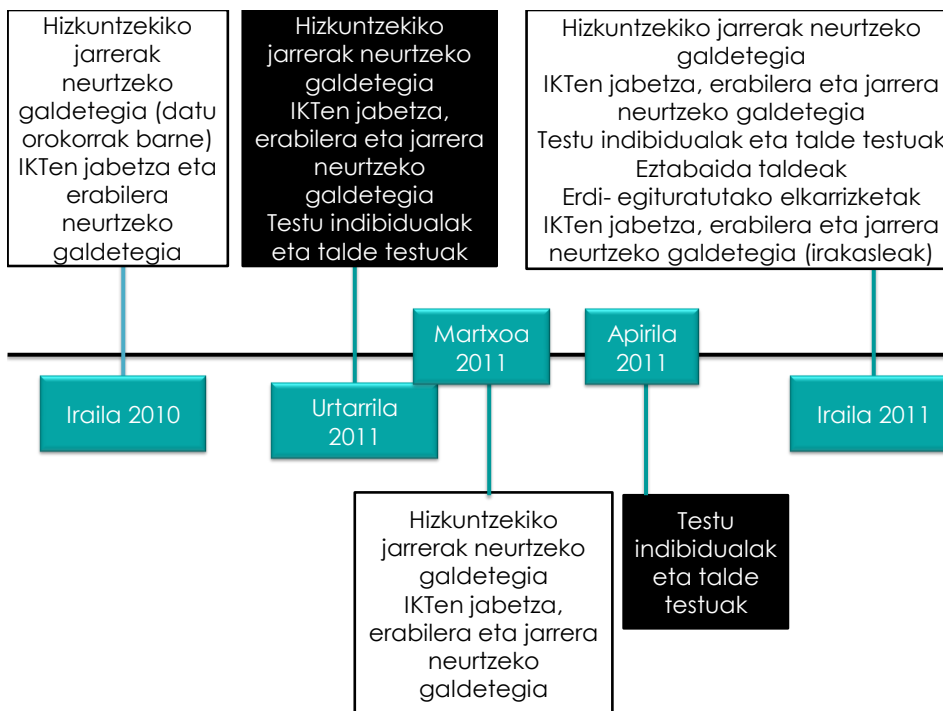 Hizkuntzekiko
jarrerak
neurtzeko
galdetegia (datu
orokorrak barne)
IKTen jabetza eta
erabilera
neurtzeko
galdetegia
Hizkuntzekiko
jarrerak neurtzeko
galdetegia
IKTen jabetza,
erabilera eta jarrera
neurtzeko
galdetegia
Testu indibidualak
eta talde testuak
Hizkuntzekiko jarrerak neurtzeko
galdetegia
IKTen jabetza, erabilera eta jarrera
neurtzeko galdetegia
Testu indibidualak eta talde testuak
Eztabaida taldeak
Erdi- egituratutako elkarrizketak
IKTen jabetza, erabilera eta jarrera
neurtzeko galdetegia (irakasleak)
Martxoa
2011
Apirila
2011
Iraila 2010
Urtarrila
2011
Iraila 2011
Hizkuntzekiko
jarrerak neurtzeko
galdetegia
IKTen jabetza,
erabilera eta jarrera
neurtzeko
galdetegia
Testu
indibidualak
eta talde
testuak